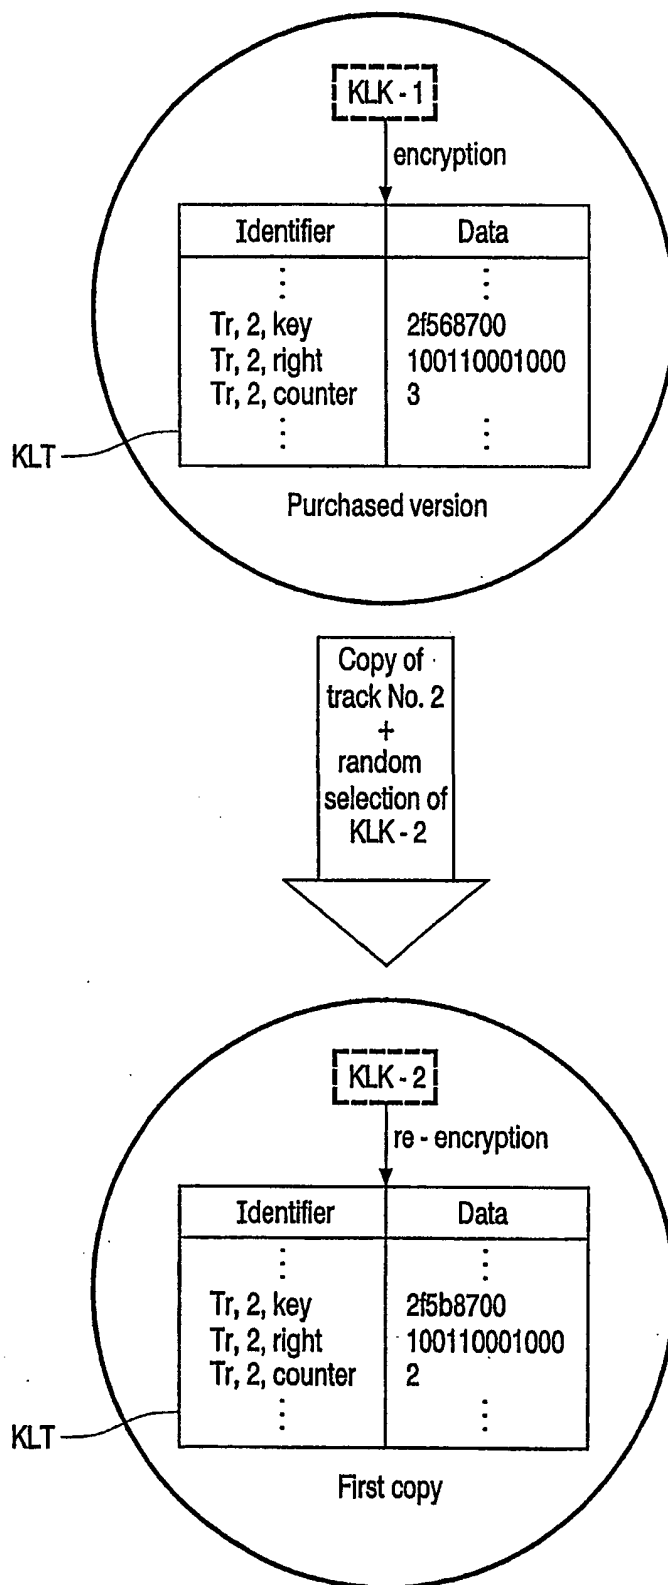 KLK - 1
encryption
Identifier Data
⋮ ⋮
Tr, 2, key 2f568700
Tr, 2, right 100110001000
Tr, 2, counter 3
⋮ ⋮
KLT
Purchased version
Copy of
track No. 2
+
random
selection of
KLK - 2
KLK - 2
re - encryption
Identifier Data
⋮ ⋮
Tr, 2, key 2f5b8700
Tr, 2, right 100110001000
Tr, 2, counter 2
⋮ ⋮
KLT
First copy